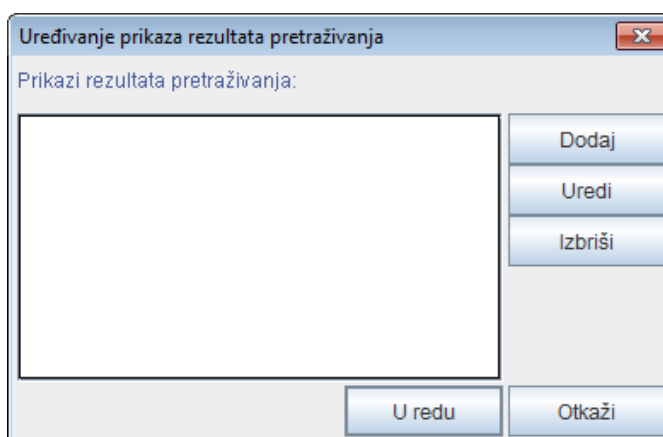 Uređivanje prikaza rezultata pretraživanja
Prikazi rezultata pretraživanja:
Dodaj
Uredi
Izbriši
U redu
Otkaži